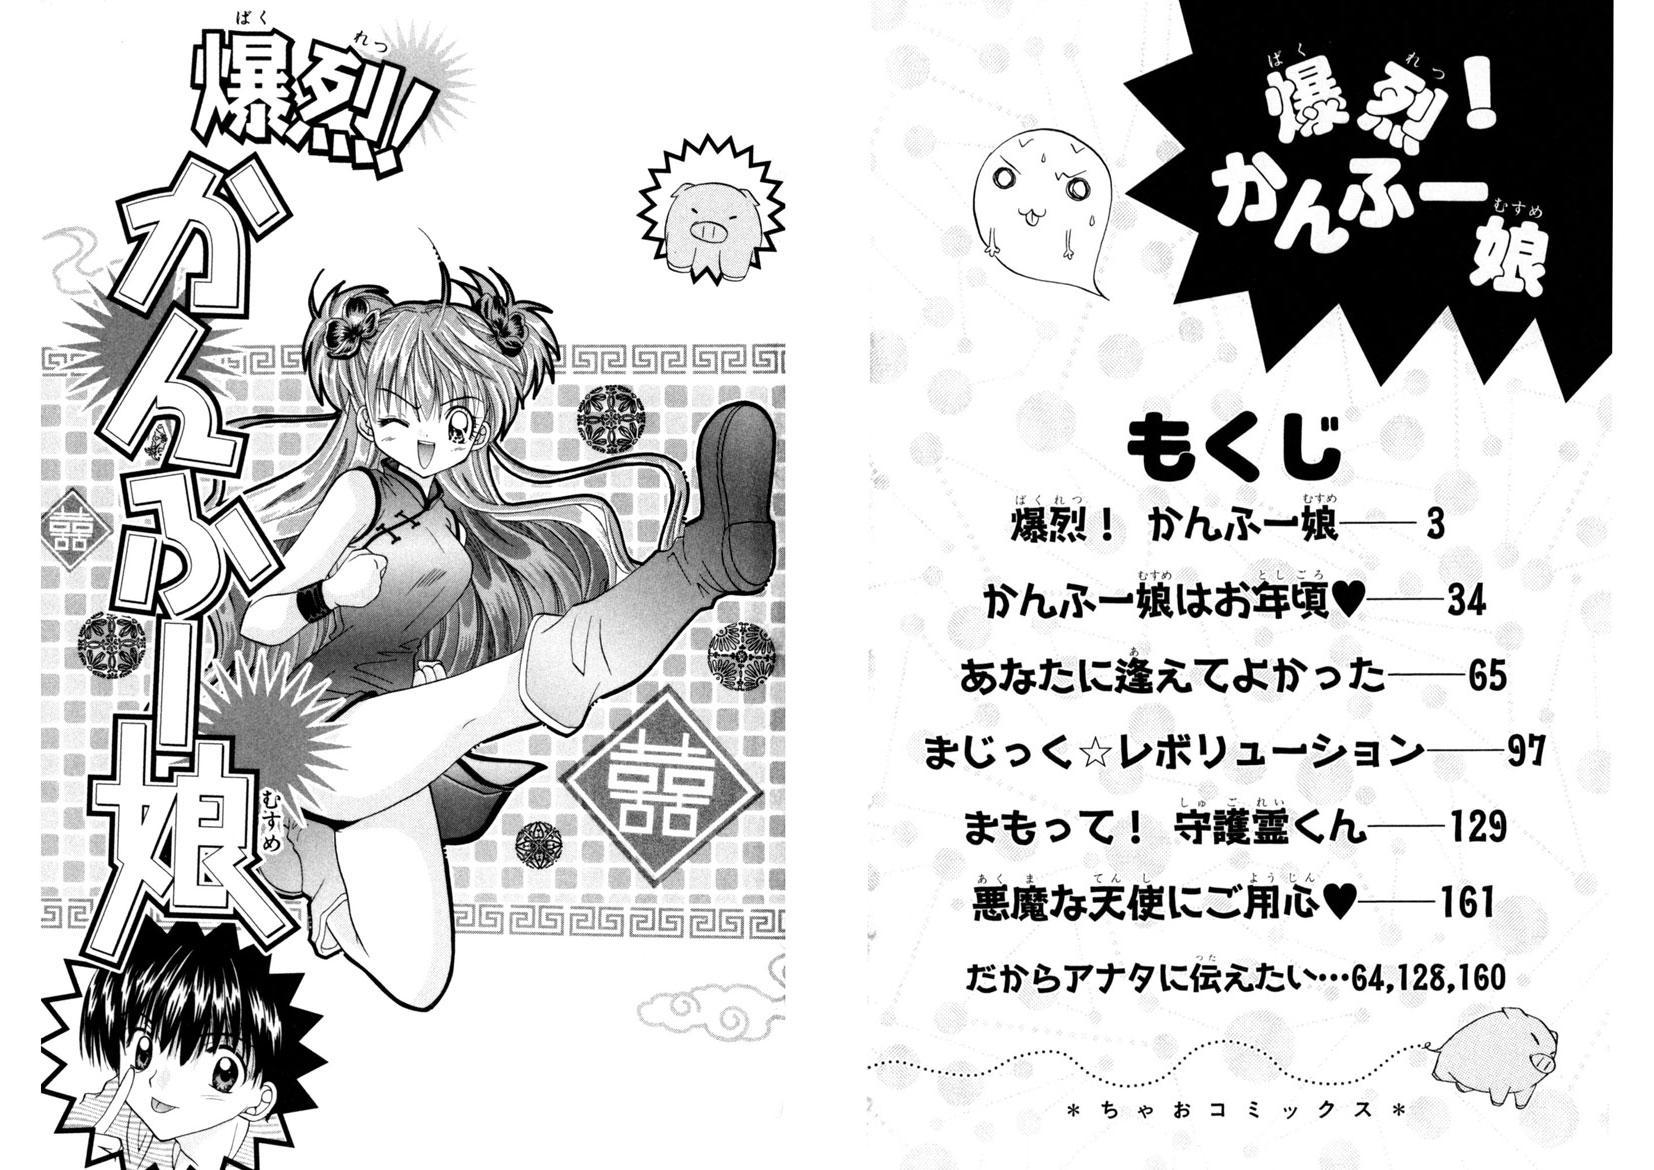 爆烈!
かんふー娘
囍
囍
爆烈!
かんふー娘
もくじ
爆烈! かんふー娘――3
かんふー娘はお年頃♥――34
あなたに逢えてよかった――65
まじっく☆レボリューション――97
まもって! 守護霊くん――129
悪魔な天使にご用心♥――161
だからアナタに伝えたい…64,128,160
*ちゃおコミックス*